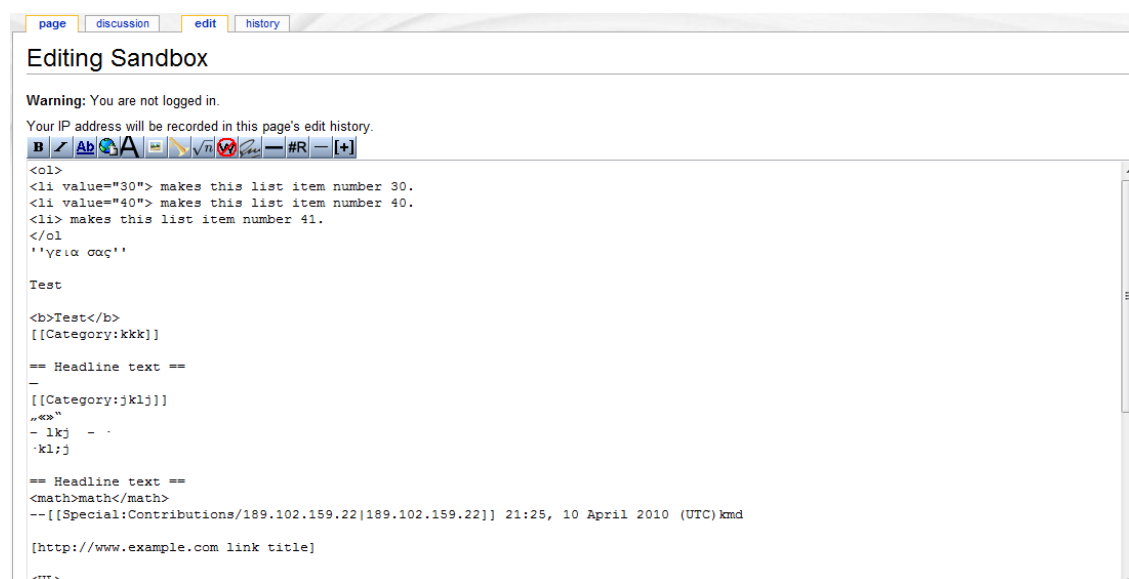 page discussion edit history
Editing Sandbox
Warning: You are not logged in.
Your IP address will be recorded in this page's edit history.
B I Ab A √n W #R — [+]
<ol>
<li value="30"> makes this list item number 30.
<li value="40"> makes this list item number 40.
<li> makes this list item number 41.
</ol
''γεια σας''
Test
<b>Test</b>
[[Category:kkk]]
== Headline text ==
—
[[Category:jklj]]
„«»“
– lkj – ·
·kl;j
== Headline text ==
<math>math</math>
--[[Special:Contributions/189.102.159.22|189.102.159.22]] 21:25, 10 April 2010 (UTC)kmd
[http://www.example.com link title]